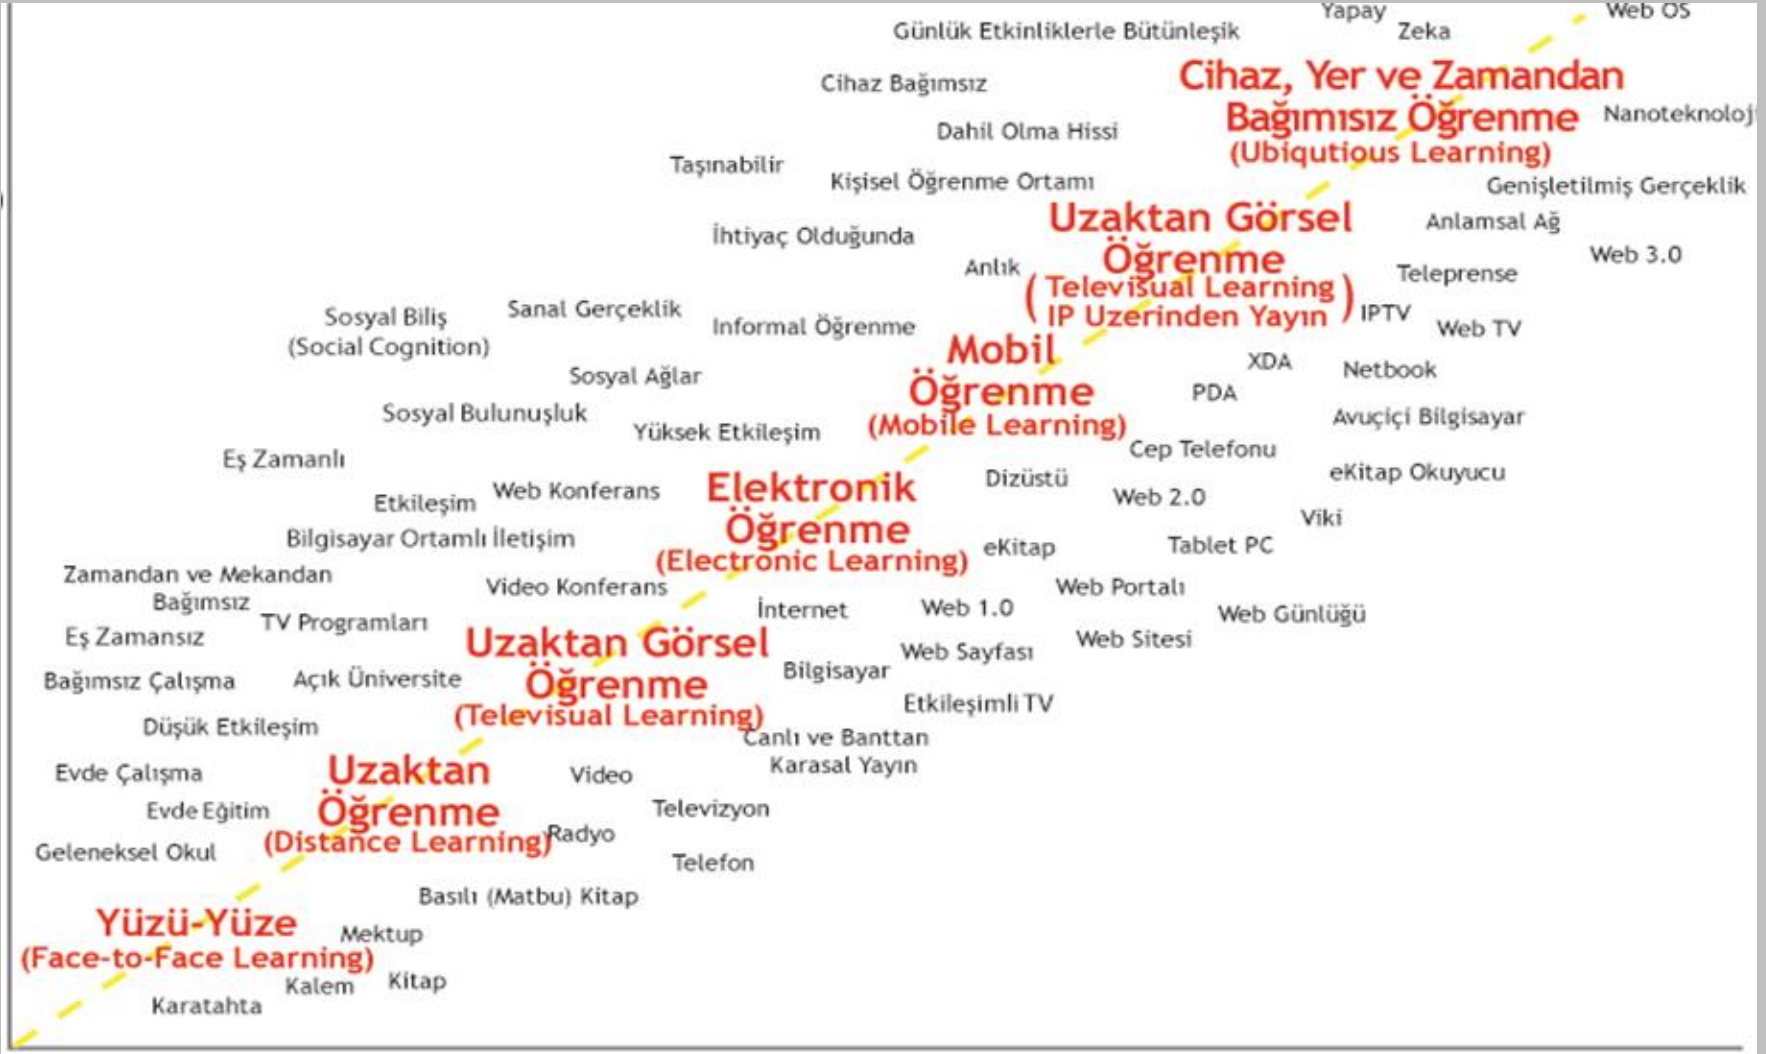 Yapay
Web OS
Günlük Etkinliklerle Bütünleşik
Zeka
Cihaz, Yer ve Zamandan
Cihaz Bağımsız
Bağımısız Öğrenme
Nanoteknoloj
Dahil Olma Hissi
(Ubiqutious Learning)
Taşınabilir
Kişisel Öğrenme Ortamı
Genişletilmiş Gerçeklik
Uzaktan Görsel
Anlamsal Ağ
İhtiyaç Olduğunda
Öğrenme
Web 3.0
Anlık
Teleprense
( Televisual Learning )
IP Uzerinden Yayın
IPTV
Sosyal Biliş
(Social Cognition)
Sanal Gerçeklik
Informal Öğrenme
Web TV
Mobil
XDA
Netbook
Sosyal Ağlar
Öğrenme
PDA
Sosyal Bulunuşluk
Avuçiçi Bilgisayar
Yüksek Etkileşim
(Mobile Learning)
Cep Telefonu
Eş Zamanlı
Dizüstü
eKitap Okuyucu
Elektronik
Web Konferans
Web 2.0
Etkileşim
Viki
Öğrenme
Bilgisayar Ortamlı İletişim
eKitap
Tablet PC
(Electronic Learning)
Zamandan ve Mekandan
Bağımsız
Video Konferans
Web Portalı
İnternet
Web 1.0
Web Günlüğü
TV Programları
Eş Zamansız
Uzaktan Görsel
Web Sitesi
Web Sayfası
Bilgisayar
Bağımsız Çalışma
Açık Üniversite
Öğrenme
Etkileşimli TV
(Televisual Learning)
Düşük Etkileşim
Canlı ve Banttan
Karasal Yayın
Evde Çalışma
Uzaktan
Video
Evde Eğitim
Öğrenme
Televizyon
(Distance Learning)
Radyo
Geleneksel Okul
Telefon
Basılı (Matbu) Kitap
Yüzü-Yüze
Mektup
(Face-to-Face Learning)
Kalem
Kitap
Karatahta